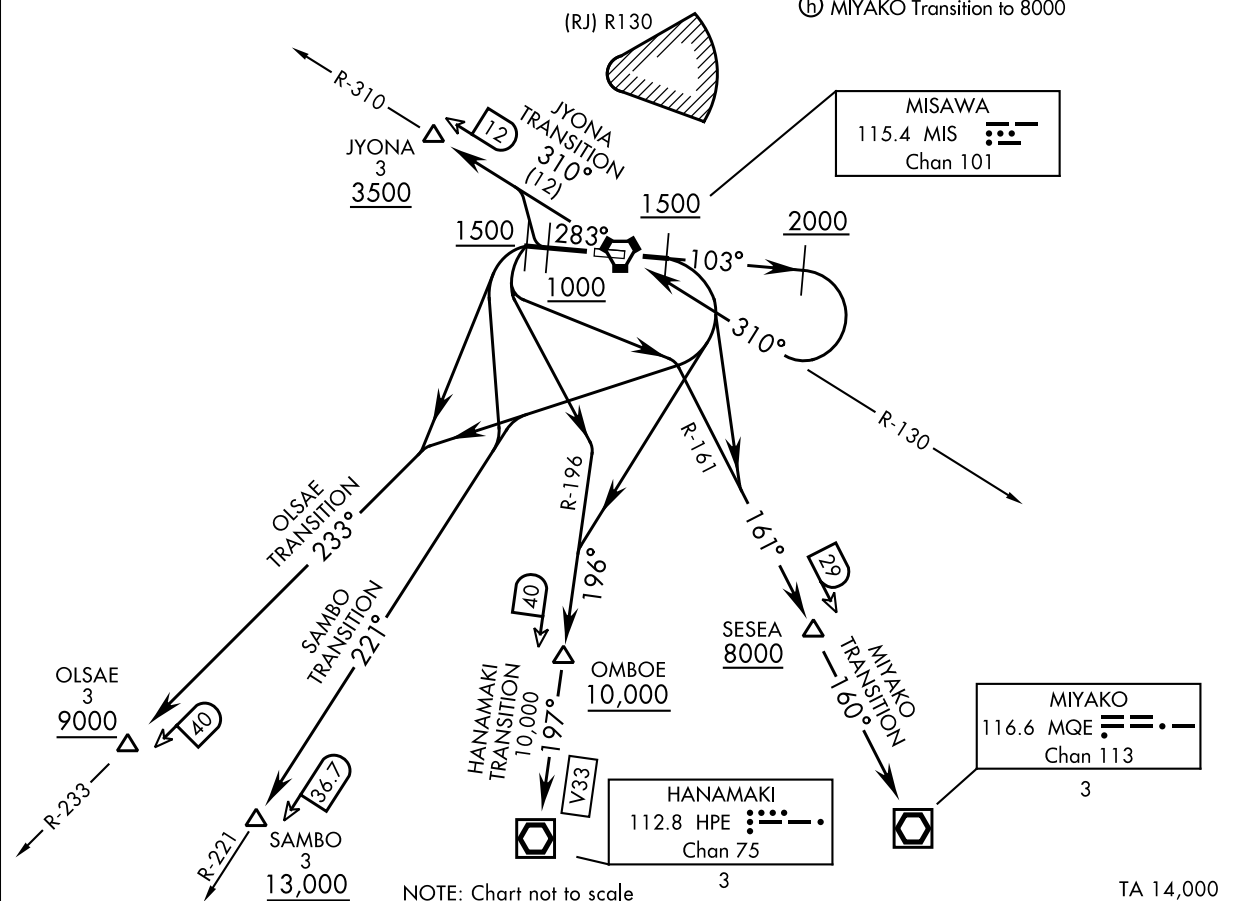 (RJ) R130
ⓗ MIYAKO Transition to 8000
R-310
12
JYONA
TRANSITION
310°
(12)
JYONA
3
3500
MISAWA
115.4 MIS
Chan 101
1500
2000
1500
283°
103°
1000
310°
R-130
R-161
R-196
OLSAE
TRANSITION
233°
161°
29
196°
40
SAMBO
TRANSITION
221°
SESEA
8000
MIYAKO
TRANSITION
160°
OMBOE
10,000
HANAMAKI
TRANSITION
10,000
197°
OLSAE
3
9000
40
MIYAKO
116.6 MQE
Chan 113
3
V33
36.7
HANAMAKI
112.8 HPE
Chan 75
3
R-233
R-221
SAMBO
3
13,000
NOTE: Chart not to scale
TA 14,000